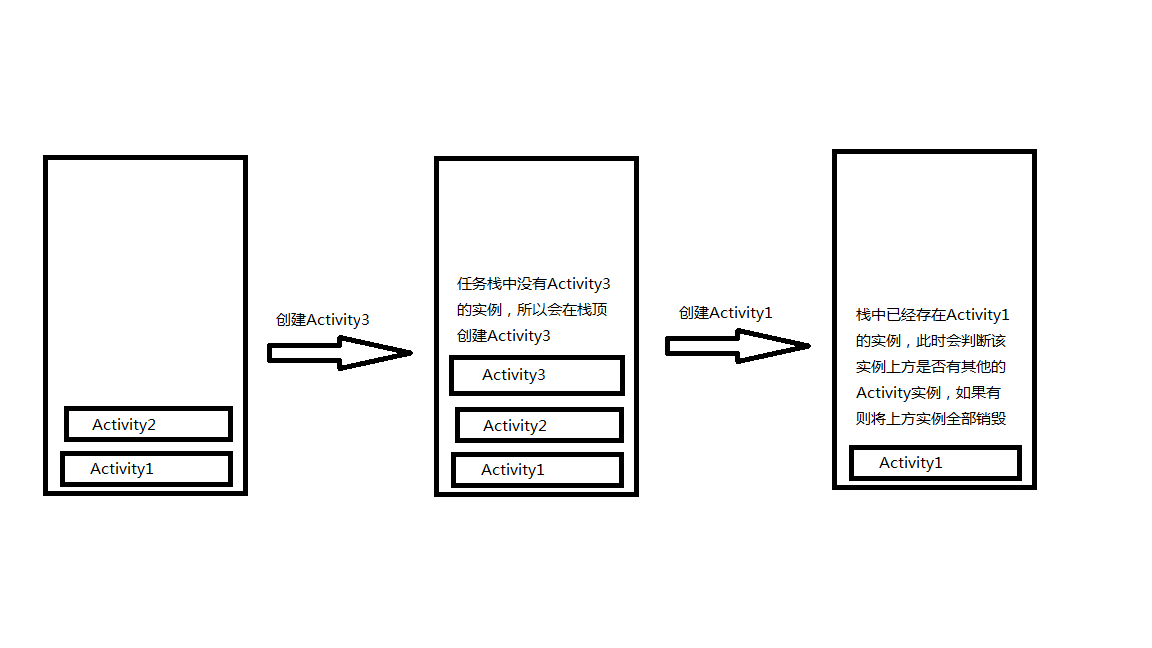 Activity2
Activity1
创建Activity3
任务栈中没有Activity3
的实例，所以会在栈顶
创建Activity3
Activity3
Activity2
Activity1
创建Activity1
栈中已经存在Activity1
的实例，此时会判断该
实例上方是否有其他的
Activity实例，如果有
则将上方实例全部销毁
Activity1